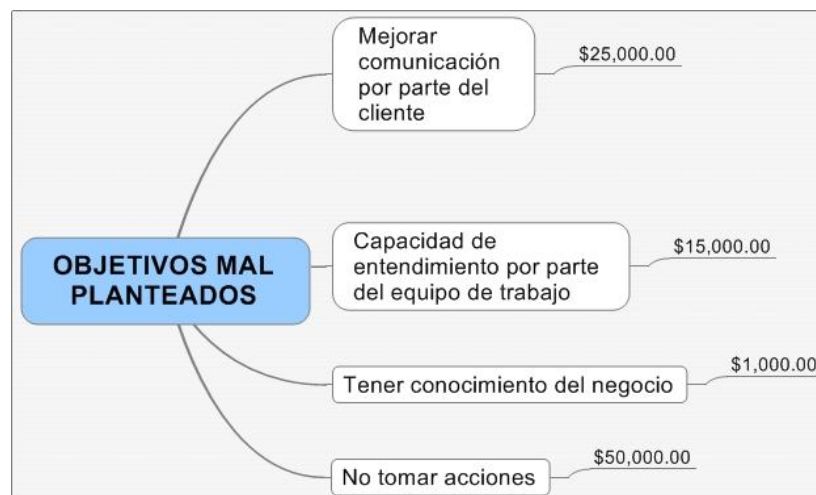 Mejorar
comunicación
por parte del
cliente
$25,000.00
OBJETIVOS MAL
PLANTEADOS
Capacidad de
entendimiento por parte
del equipo de trabajo
$15,000.00
Tener conocimiento del negocio
$1,000.00
No tomar acciones
$50,000.00